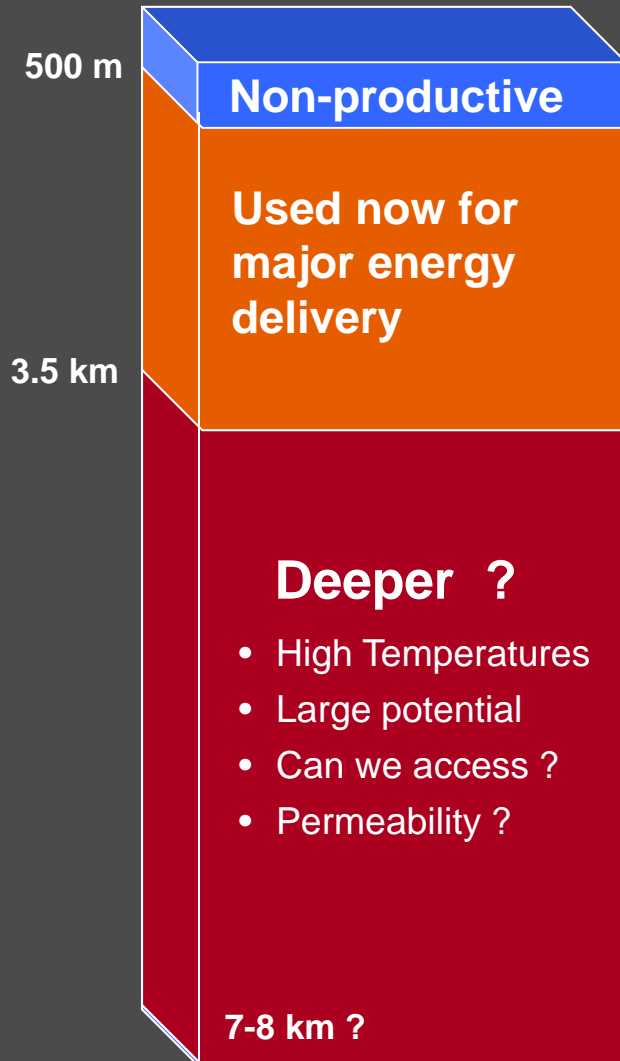 500 m
Non-productive
Used now for
major energy
delivery
3.5 km
Deeper ?
• High Temperatures
• Large potential
• Can we access ?
• Permeability ?
7-8 km ?